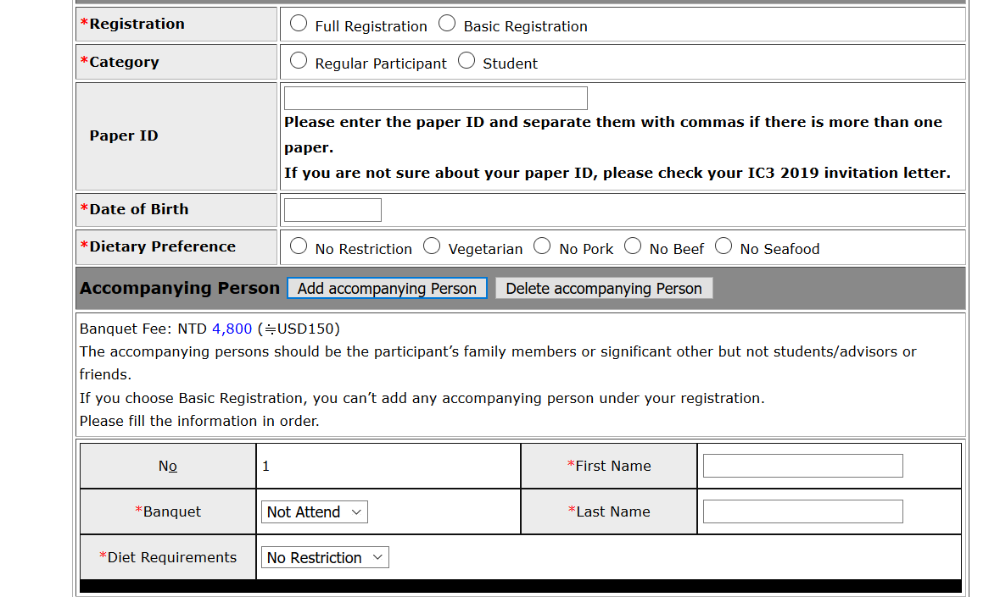 *Registration
Full Registration Basic Registration
*Category
Regular Participant Student
Paper ID
Please enter the paper ID and separate them with commas if there is more than one
paper.
If you are not sure about your paper ID, please check your IC3 2019 invitation letter.
*Date of Birth
*Dietary Preference
No Restriction Vegetarian No Pork No Beef No Seafood
Accompanying Person Add accompanying Person Delete accompanying Person
Banquet Fee: NTD 4,800 (≒USD150)
The accompanying persons should be the participant’s family members or significant other but not students/advisors or
friends.
If you choose Basic Registration, you can’t add any accompanying person under your registration.
Please fill the information in order.
No 1 *First Name
*Banquet Not Attend *Last Name
*Diet Requirements No Restriction